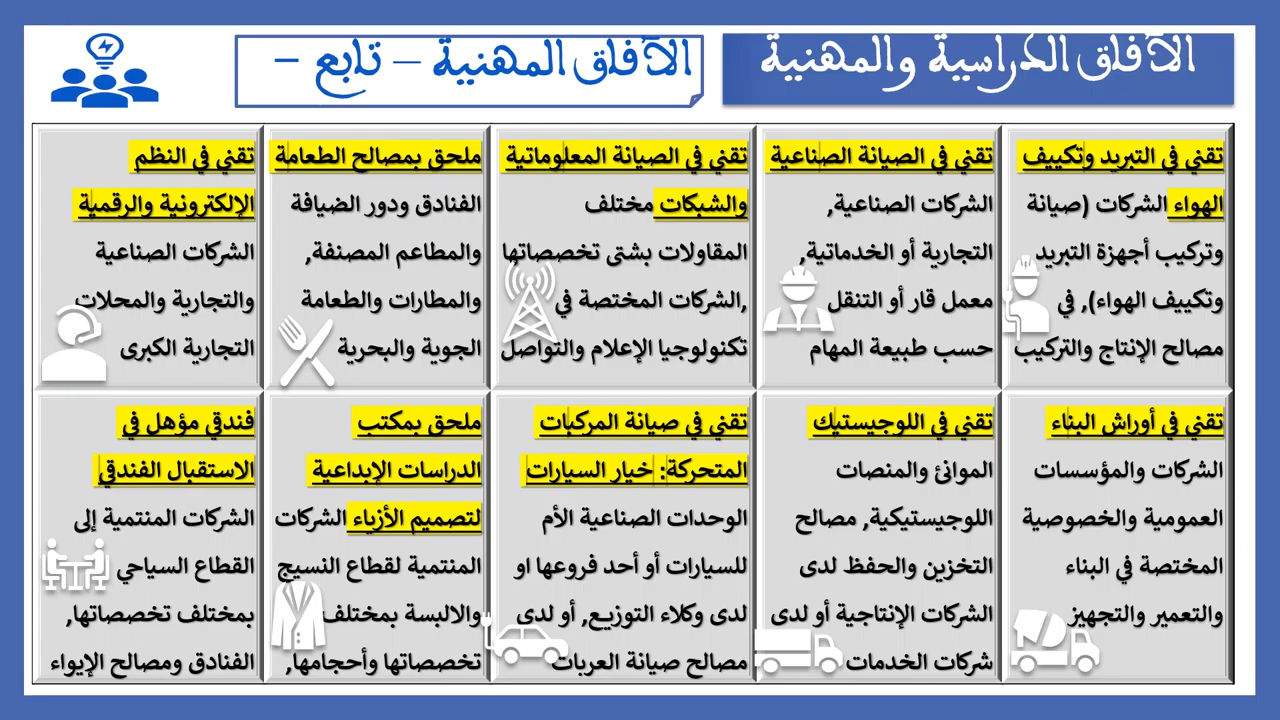 الآفاق الدراسية والمهنية
الآفاق المهنية – تابع –
تقني في التبريد وتكييف
الهواء الشركات (صيانة
وتركيب أجهزة التبريد
وتكييف الهواء), في
مصالح الإنتاج والتركيب
تقني في الصيانة الصناعية
الشركات الصناعية,
التجارية أو الخدماتية,
معمل قار أو التنقل
حسب طبيعة المهام
تقني في الصيانة المعلوماتية
والشبكات مختلف
المقاولات بشتى تخصصاتها
,الشركات المختصة في
تكنولوجيا الإعلام والتواصل
ملحق بمصالح الطعامة
الفنادق ودور الضيافة
والمطاعم المصنفة,
والمطارات والطعامة
الجوية والبحرية
تقني في النظم
الإلكترونية والرقمية
الشركات الصناعية
والتجارية والمحلات
التجارية الكبرى
تقني في أوراش البناء
الشركات والمؤسسات
العمومية والخصوصية
المختصة في البناء
والتعمير والتجهيز
تقني في اللوجيستيك
الموانئ والمنصات
اللوجيستيكية, مصالح
التخزين والحفظ لدى
الشركات الإنتاجية أو لدى
شركات الخدمات
تقني في صيانة المركبات
المتحركة: خيار السيارات
الوحدات الصناعية الأم
للسيارات أو أحد فروعها او
لدى وكلاء التوزيع, أو لدى
مصالح صيانة العربات
ملحق بمكتب
الدراسات الإبداعية
لتصميم الأزياء الشركات
المنتمية لقطاع النسيج
والالبسة بمختلف
تخصصاتها وأحجامها,
فندقي مؤهل في
الاستقبال الفندقي
الشركات المنتمية إلى
القطاع السياحي
بمختلف تخصصاتها,
الفنادق ومصالح الإيواء